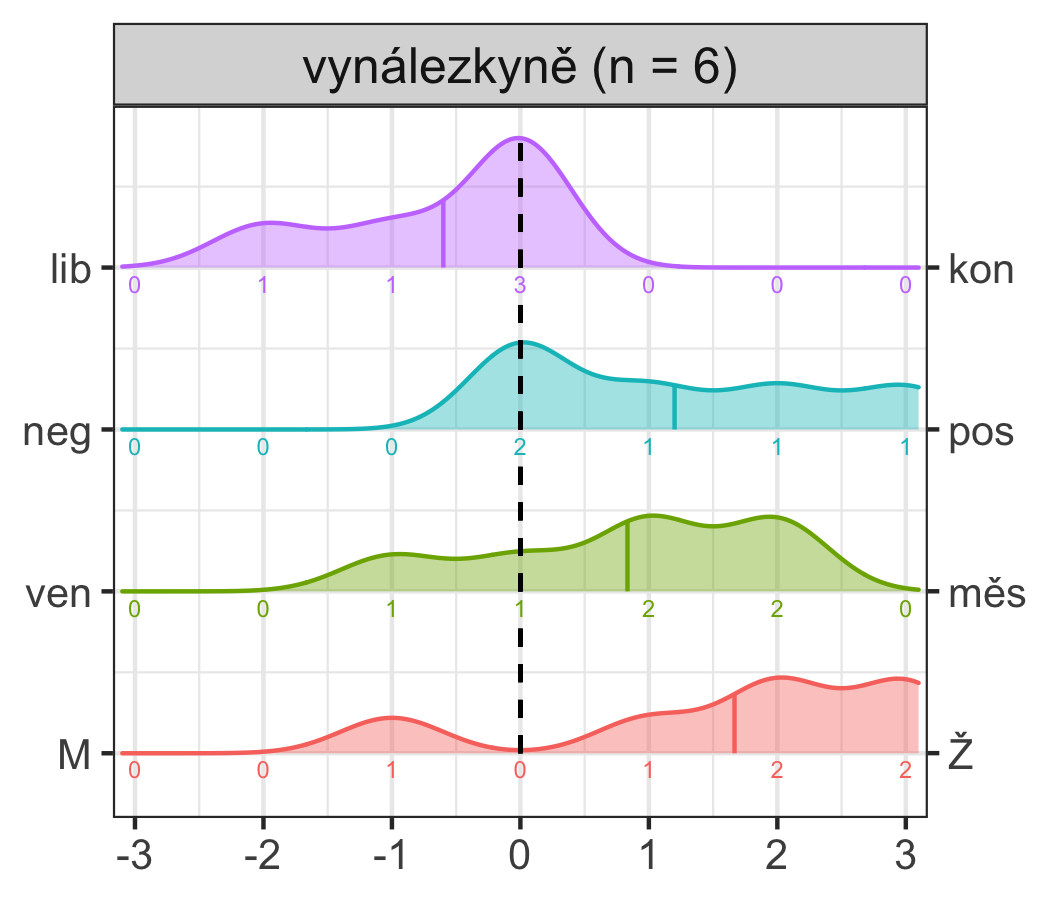 vynálezkyně (n = 6)
lib kon
0 1 1 3 0 0 0
neg pos
0 0 0 2 1 1 1
ven měs
0 0 1 1 2 2 0
M Ž
0 0 1 0 1 2 2
-3 -2 -1 0 1 2 3